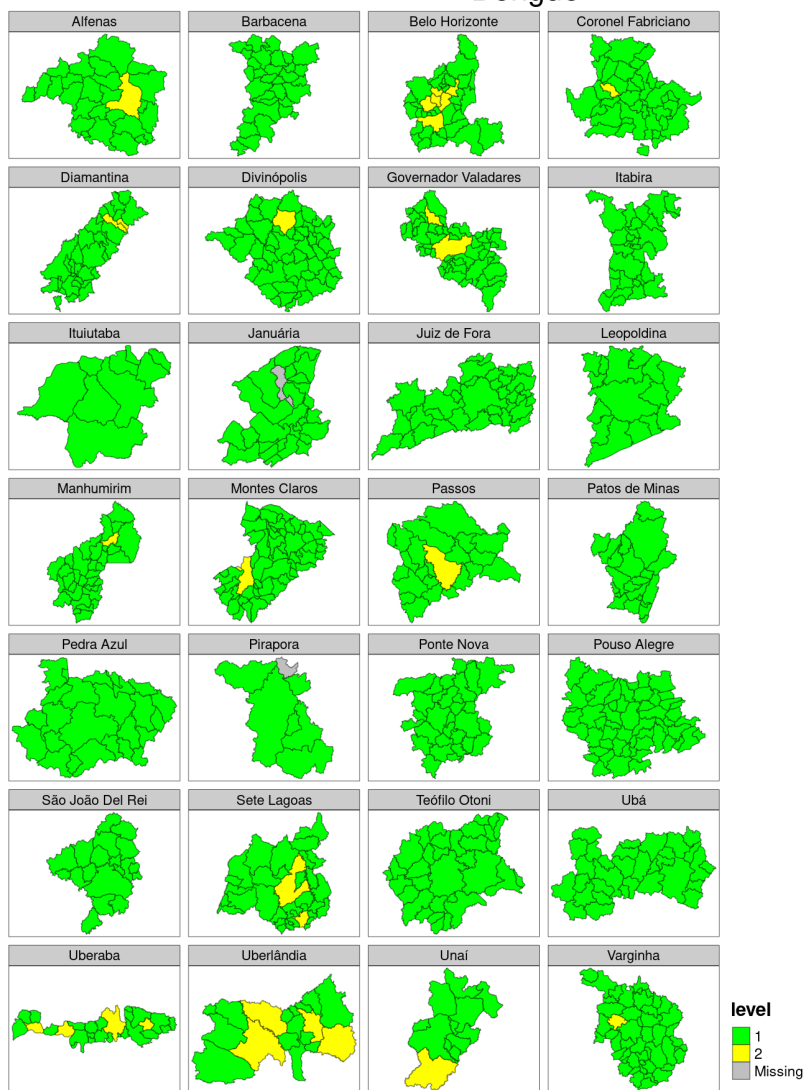 Alfenas
Barbacena
Belo Horizonte
Coronel Fabriciano
Diamantina
Divinópolis
Governador Valadares
Itabira
Ituiutaba
Januária
Juiz de Fora
Leopoldina
Manhumirim
Montes Claros
Passos
Patos de Minas
Pedra Azul
Pirapora
Ponte Nova
Pouso Alegre
São João Del Rei
Sete Lagoas
Teófilo Otoni
Ubá
Uberaba
Uberlândia
Unaí
Varginha
level
1
2
Missing